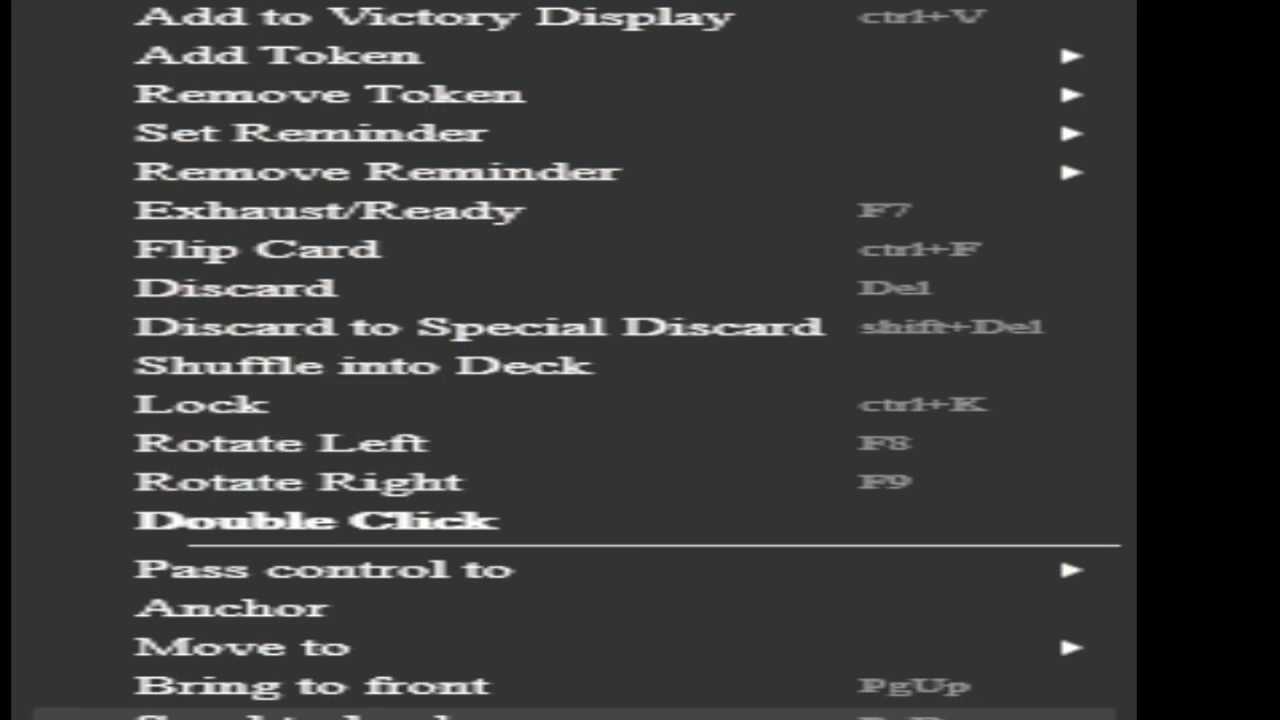 Add to Victory Display ctrl+V
Add Token
Remove Token
Set Reminder
Remove Reminder
Exhaust/Ready F7
Flip Card ctrl+F
Discard Del
Discard to Special Discard shift+Del
Shuffle into Deck
Lock ctrl+K
Rotate Left F8
Rotate Right F9
Double Click
Pass control to
Anchor
Move to
Bring to front PgUp